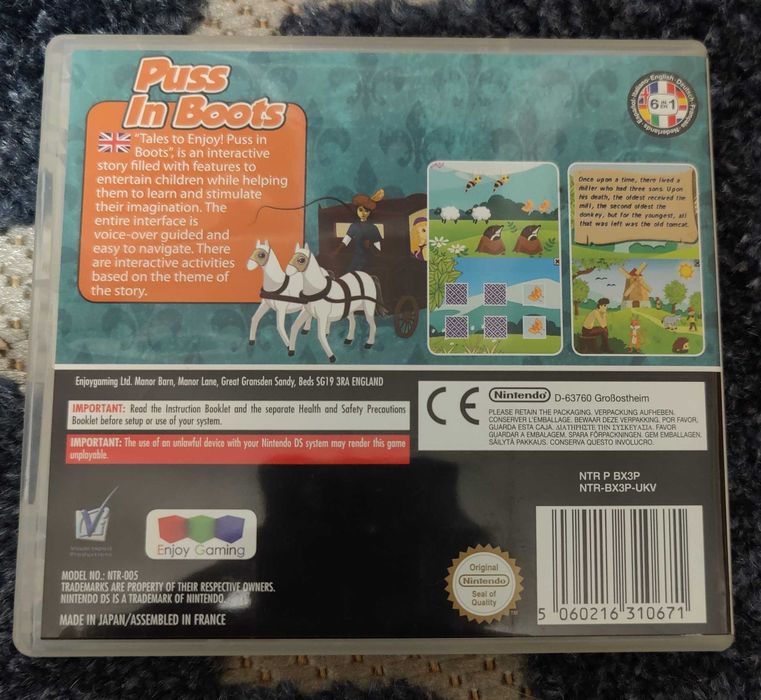 Puss
In Boots
"Tales to Enjoy! Puss in
Boots", is an interactive
story filled with features to
entertain children while helping
them to learn and stimulate
their imagination. The
entire interface is
voice-over guided and
easy to navigate. There
are interactive activities
based on the theme of
the story.
Español·Italiano·English·Deutsch·Français·Nederlands
6 IN EN 1
Once upon a time, there lived a
miller who had three sons. Upon
his death, the oldest received the
mill, the second oldest the
donkey, but for the youngest, all
that was left was the old tomcat.
Enjoygaming Ltd. Manor Barn, Manor Lane, Great Gransden Sandy, Beds SG19 3RA ENGLAND
IMPORTANT: Read the Instruction Booklet and the separate Health and Safety Precautions
Booklet before setup or use of your system.
IMPORTANT: The use of an unlawful device with your Nintendo DS system may render this game
unplayable.
CE
Nintendo D-63760 Großostheim
PLEASE RETAIN THE PACKAGING. VERPACKUNG AUFHEBEN.
CONSERVER L'EMBALLAGE. BEWAAR DEZE VERPAKKING. POR FAVOR,
GUARDA ESTA CAJA. ΔΙΑΤΗΡΗΣΤΕ ΤΗΝ ΣΥΣΚΕΥΑΣΙΑ. FAVOR
GUARDAR A EMBALAGEM. SPARA FÖRPACKNINGEN. GEM EMBALLAGEN.
SÄILYTÄ PAKKAUS. CONSERVA QUESTO INVOLUCRO.
NTR P BX3P
NTR-BX3P-UKV
Enjoy Gaming
MODEL NO.: NTR-005
TRADEMARKS ARE PROPERTY OF THEIR RESPECTIVE OWNERS.
NINTENDO DS IS A TRADEMARK OF NINTENDO.
MADE IN JAPAN/ASSEMBLED IN FRANCE
Original
Nintendo
Seal of
Quality
TM
5 060216 310671